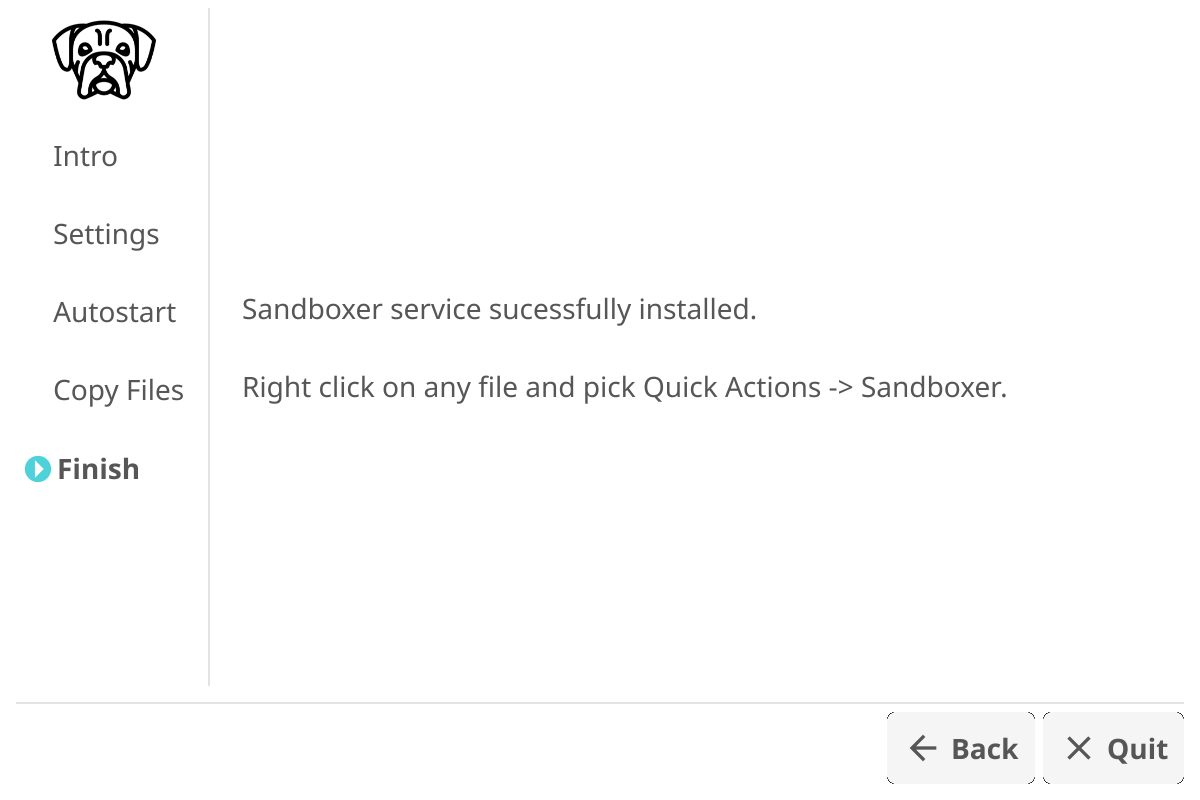 Intro
Settings
Autostart
Copy Files
Finish
Sandboxer service sucessfully installed.
Right click on any file and pick Quick Actions -> Sandboxer.
Back
Quit